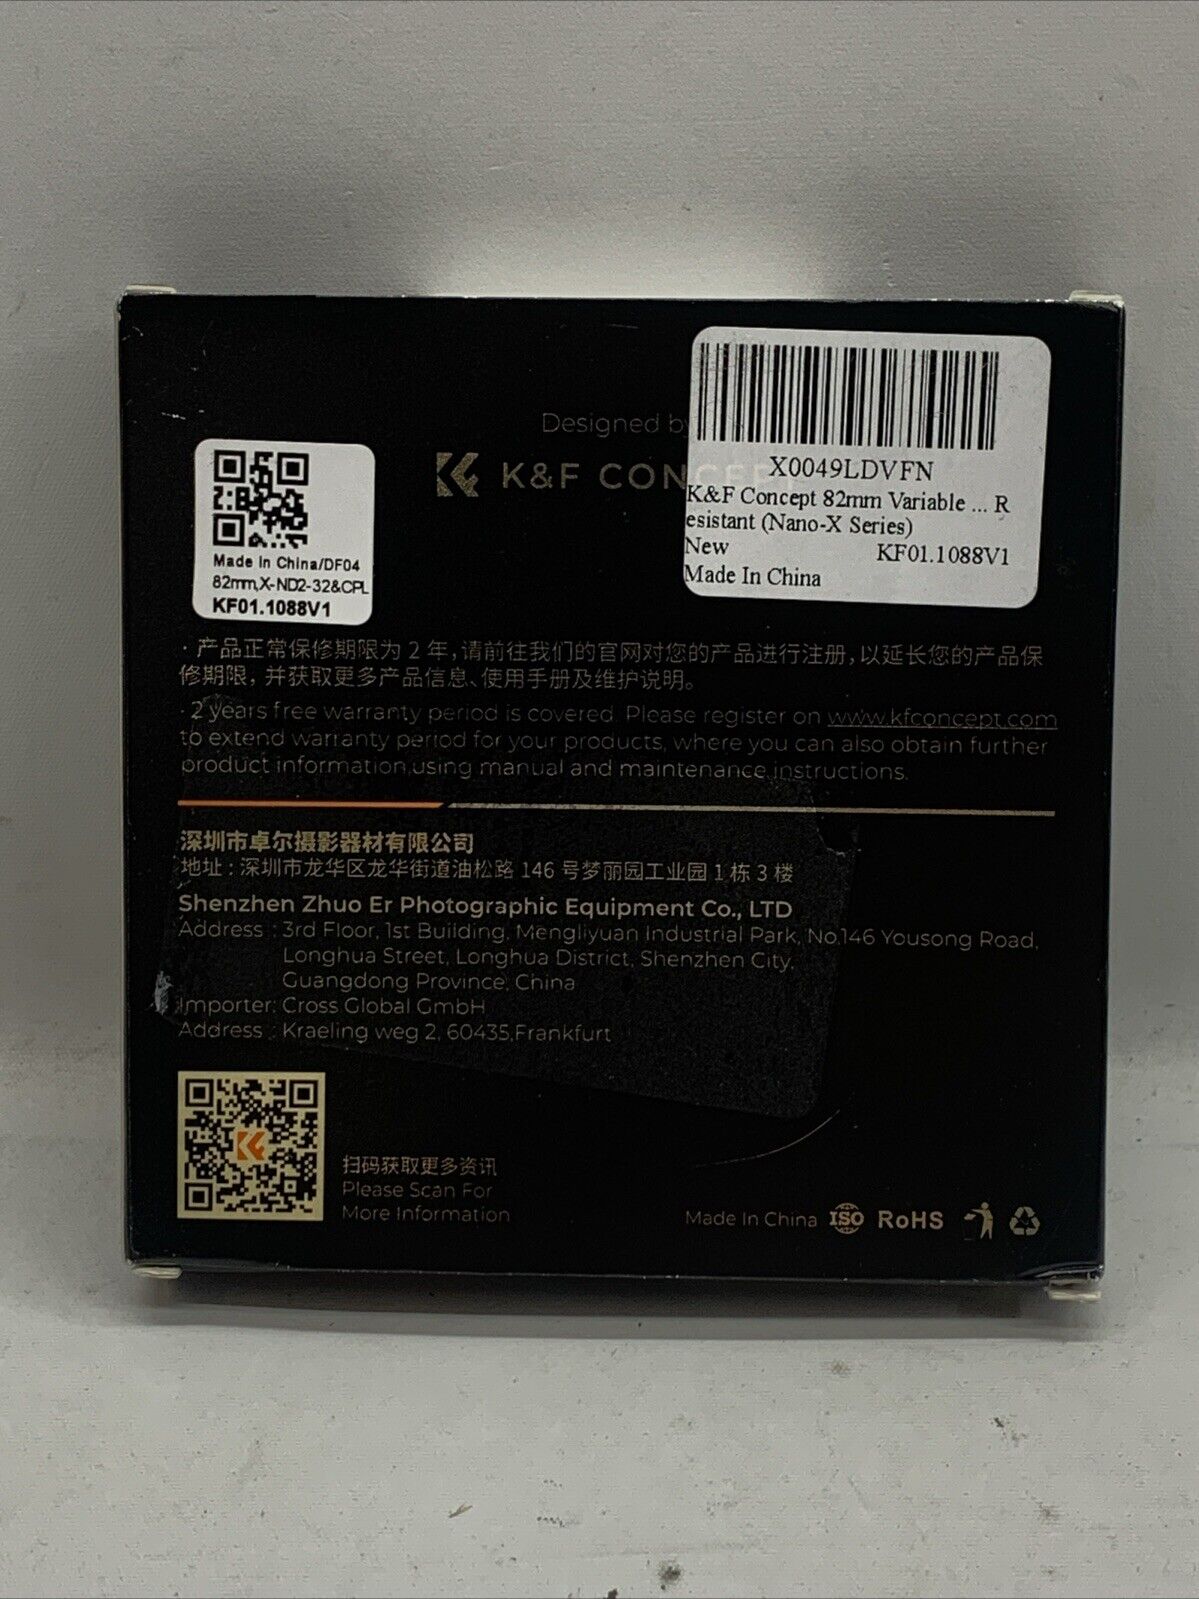 Designed by
K&F CONCEPT
X0049LDVFN
K&F Concept 82mm Variable ... R
esistant (Nano-X Series)
New KF01.1088V1
Made In China
Made In China/DF04
82mm,X-ND2-32&CPL
KF01.1088V1
· 产品正常保修期限为 2 年,请前往我们的官网对您的产品进行注册,以延长您的产品保
修期限, 并获取更多产品信息、使用手册及维护说明。
· 2 years free warranty period is covered. Please register on www.kfconcept.com
to extend warranty period for your products, where you can also obtain further
product information,using manual and maintenance instructions.
深圳市卓尔摄影器材有限公司
地址 : 深圳市龙华区龙华街道油松路 146 号梦丽园工业园 1 栋 3 楼
Shenzhen Zhuo Er Photographic Equipment Co., LTD
Address : 3rd Floor, 1st Building, Mengliyuan Industrial Park, No.146 Yousong Road,
Longhua Street, Longhua District, Shenzhen City,
Guangdong Province, China
Importer: Cross Global GmbH
Address : Kraeling weg 2, 60435,Frankfurt
扫码获取更多资讯
Please Scan For
More Information
Made In China ISO RoHS